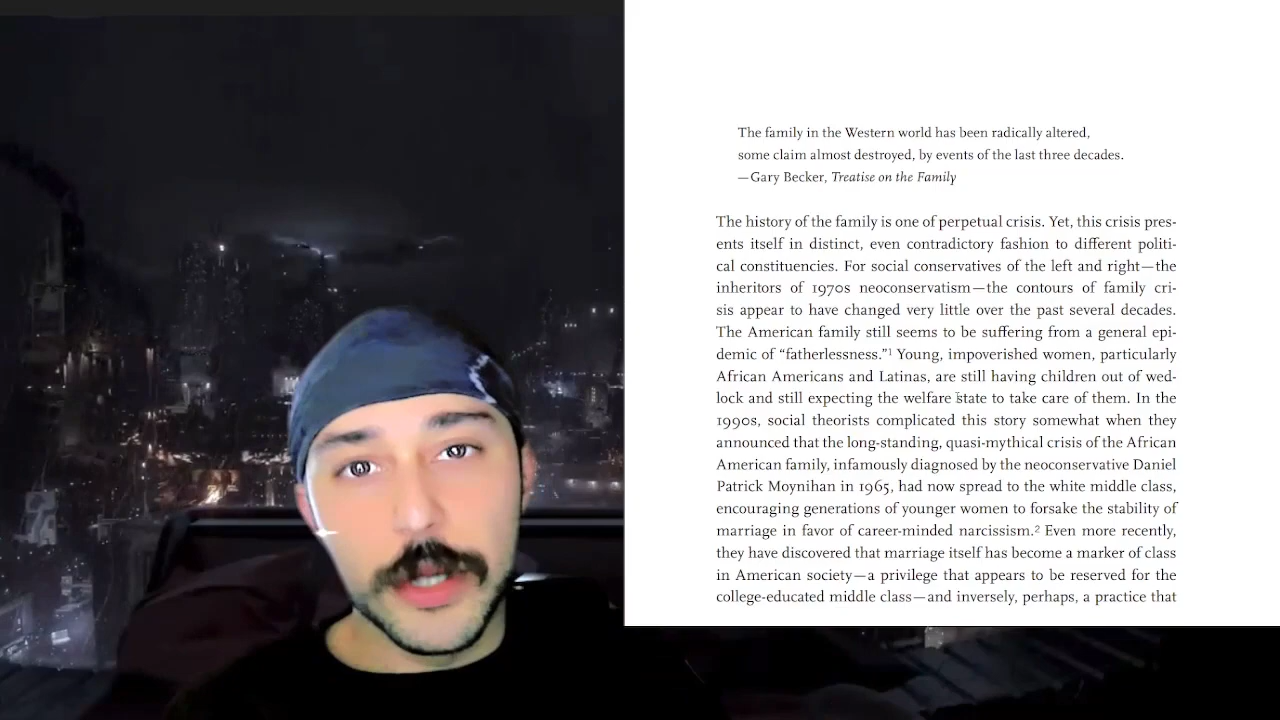 The family in the Western world has been radically altered,
some claim almost destroyed, by events of the last three decades.
—Gary Becker, Treatise on the Family
The history of the family is one of perpetual crisis. Yet, this crisis pres-
ents itself in distinct, even contradictory fashion to different politi-
cal constituencies. For social conservatives of the left and right—the
inheritors of 1970s neoconservatism—the contours of family cri-
sis appear to have changed very little over the past several decades.
The American family still seems to be suffering from a general epi-
demic of “fatherlessness.”1 Young, impoverished women, particularly
African Americans and Latinas, are still having children out of wed-
lock and still expecting the welfare state to take care of them. In the
1990s, social theorists complicated this story somewhat when they
announced that the long-standing, quasi-mythical crisis of the African
American family, infamously diagnosed by the neoconservative Daniel
Patrick Moynihan in 1965, had now spread to the white middle class,
encouraging generations of younger women to forsake the stability of
marriage in favor of career-minded narcissism.2 Even more recently,
they have discovered that marriage itself has become a marker of class
in American society—a privilege that appears to be reserved for the
college-educated middle class—and inversely, perhaps, a practice that